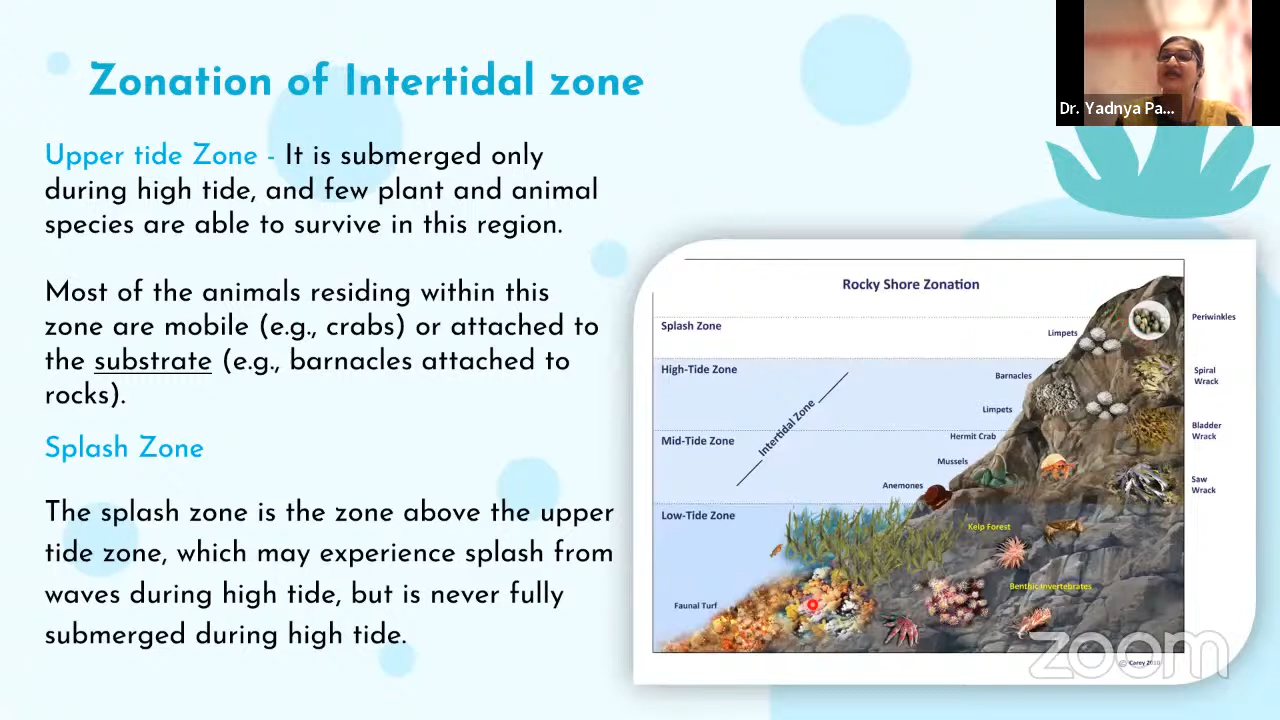 Zonation of Intertidal zone
Dr. Yadnya Pa...
Upper tide Zone - It is submerged only
during high tide, and few plant and animal
species are able to survive in this region.
Most of the animals residing within this
zone are mobile (e.g., crabs) or attached to
the substrate (e.g., barnacles attached to
rocks).
Splash Zone
The splash zone is the zone above the upper
tide zone, which may experience splash from
waves during high tide, but is never fully
submerged during high tide.
Rocky Shore Zonation
Splash Zone
Limpets
Periwinkles
High-Tide Zone
Barnacles
Spiral
Wrack
Limpets
Intertidal Zone
Mid-Tide Zone
Hermit Crab
Bladder
Wrack
Mussels
Anemones
Saw
Wrack
Low-Tide Zone
Kelp Forest
Benthic Invertebrates
Faunal Turf
zoom
© Corey 2010